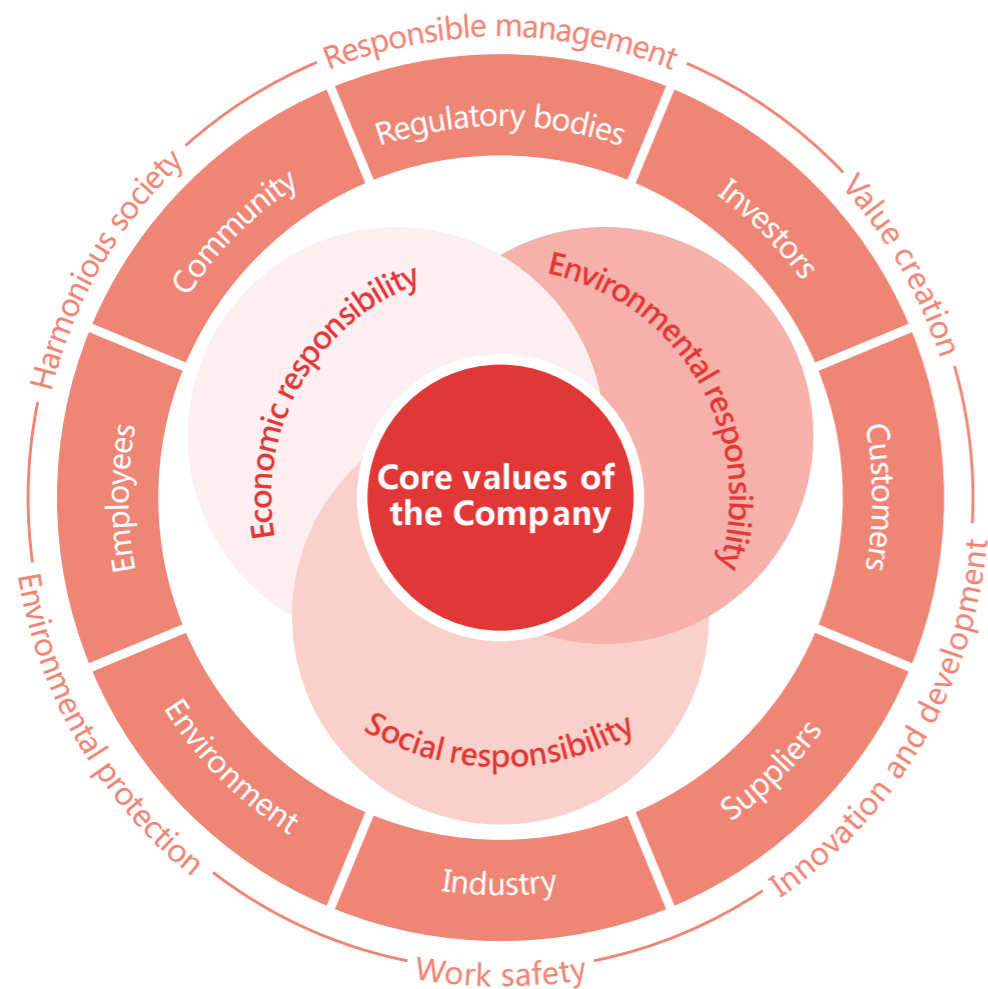 Responsible management
Value creation
Innovation and development
Work safety
Environmental protection
Harmonious society
Regulatory bodies
Investors
Customers
Suppliers
Industry
Environment
Employees
Community
Economic responsibility
Environmental responsibility
Social responsibility
Core values of
the Company